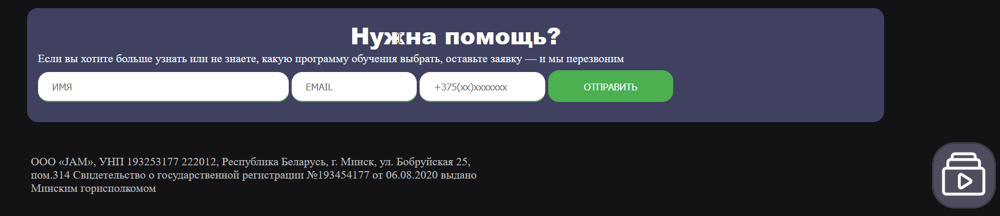 Нужна помощь?
Если вы хотите больше узнать или не знаете, какую программу обучения выбрать, оставьте заявку — и мы перезвоним
ИМЯ EMAIL +375(xx)xxxxxxx ОТПРАВИТЬ
ООО «JAM», УНП 193253177 222012, Республика Беларусь, г. Минск, ул. Бобруйская 25,
пом.314 Свидетельство о государственной регистрации №193454177 от 06.08.2020 выдано
Минским горисполкомом